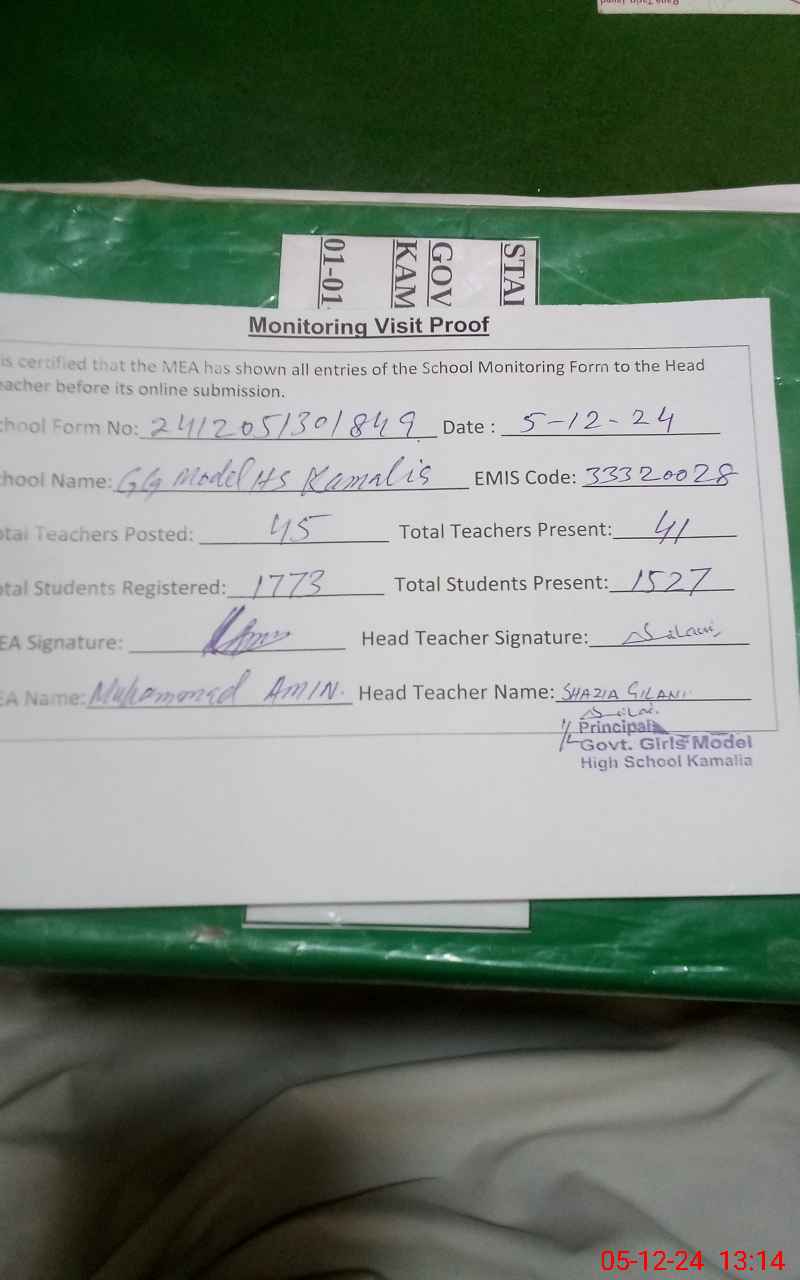 STAI
GOV
KAM
01-01
Monitoring Visit Proof
is certified that the MEA has shown all entries of the School Monitoring Form to the Head
eacher before its online submission.
chool Form No: 241205/301849 Date : 5-12-24
chool Name: GG Model HS Kamalis EMIS Code: 33320028
otal Teachers Posted: 45 Total Teachers Present: 41
otal Students Registered: 1773 Total Students Present: 1527
EA Signature: Head Teacher Signature:
EA Name: Muhammad AMIN. Head Teacher Name: SHAZIA GILANI
Principal
Govt. Girls Model
High School Kamalia
05-12-24 13:14